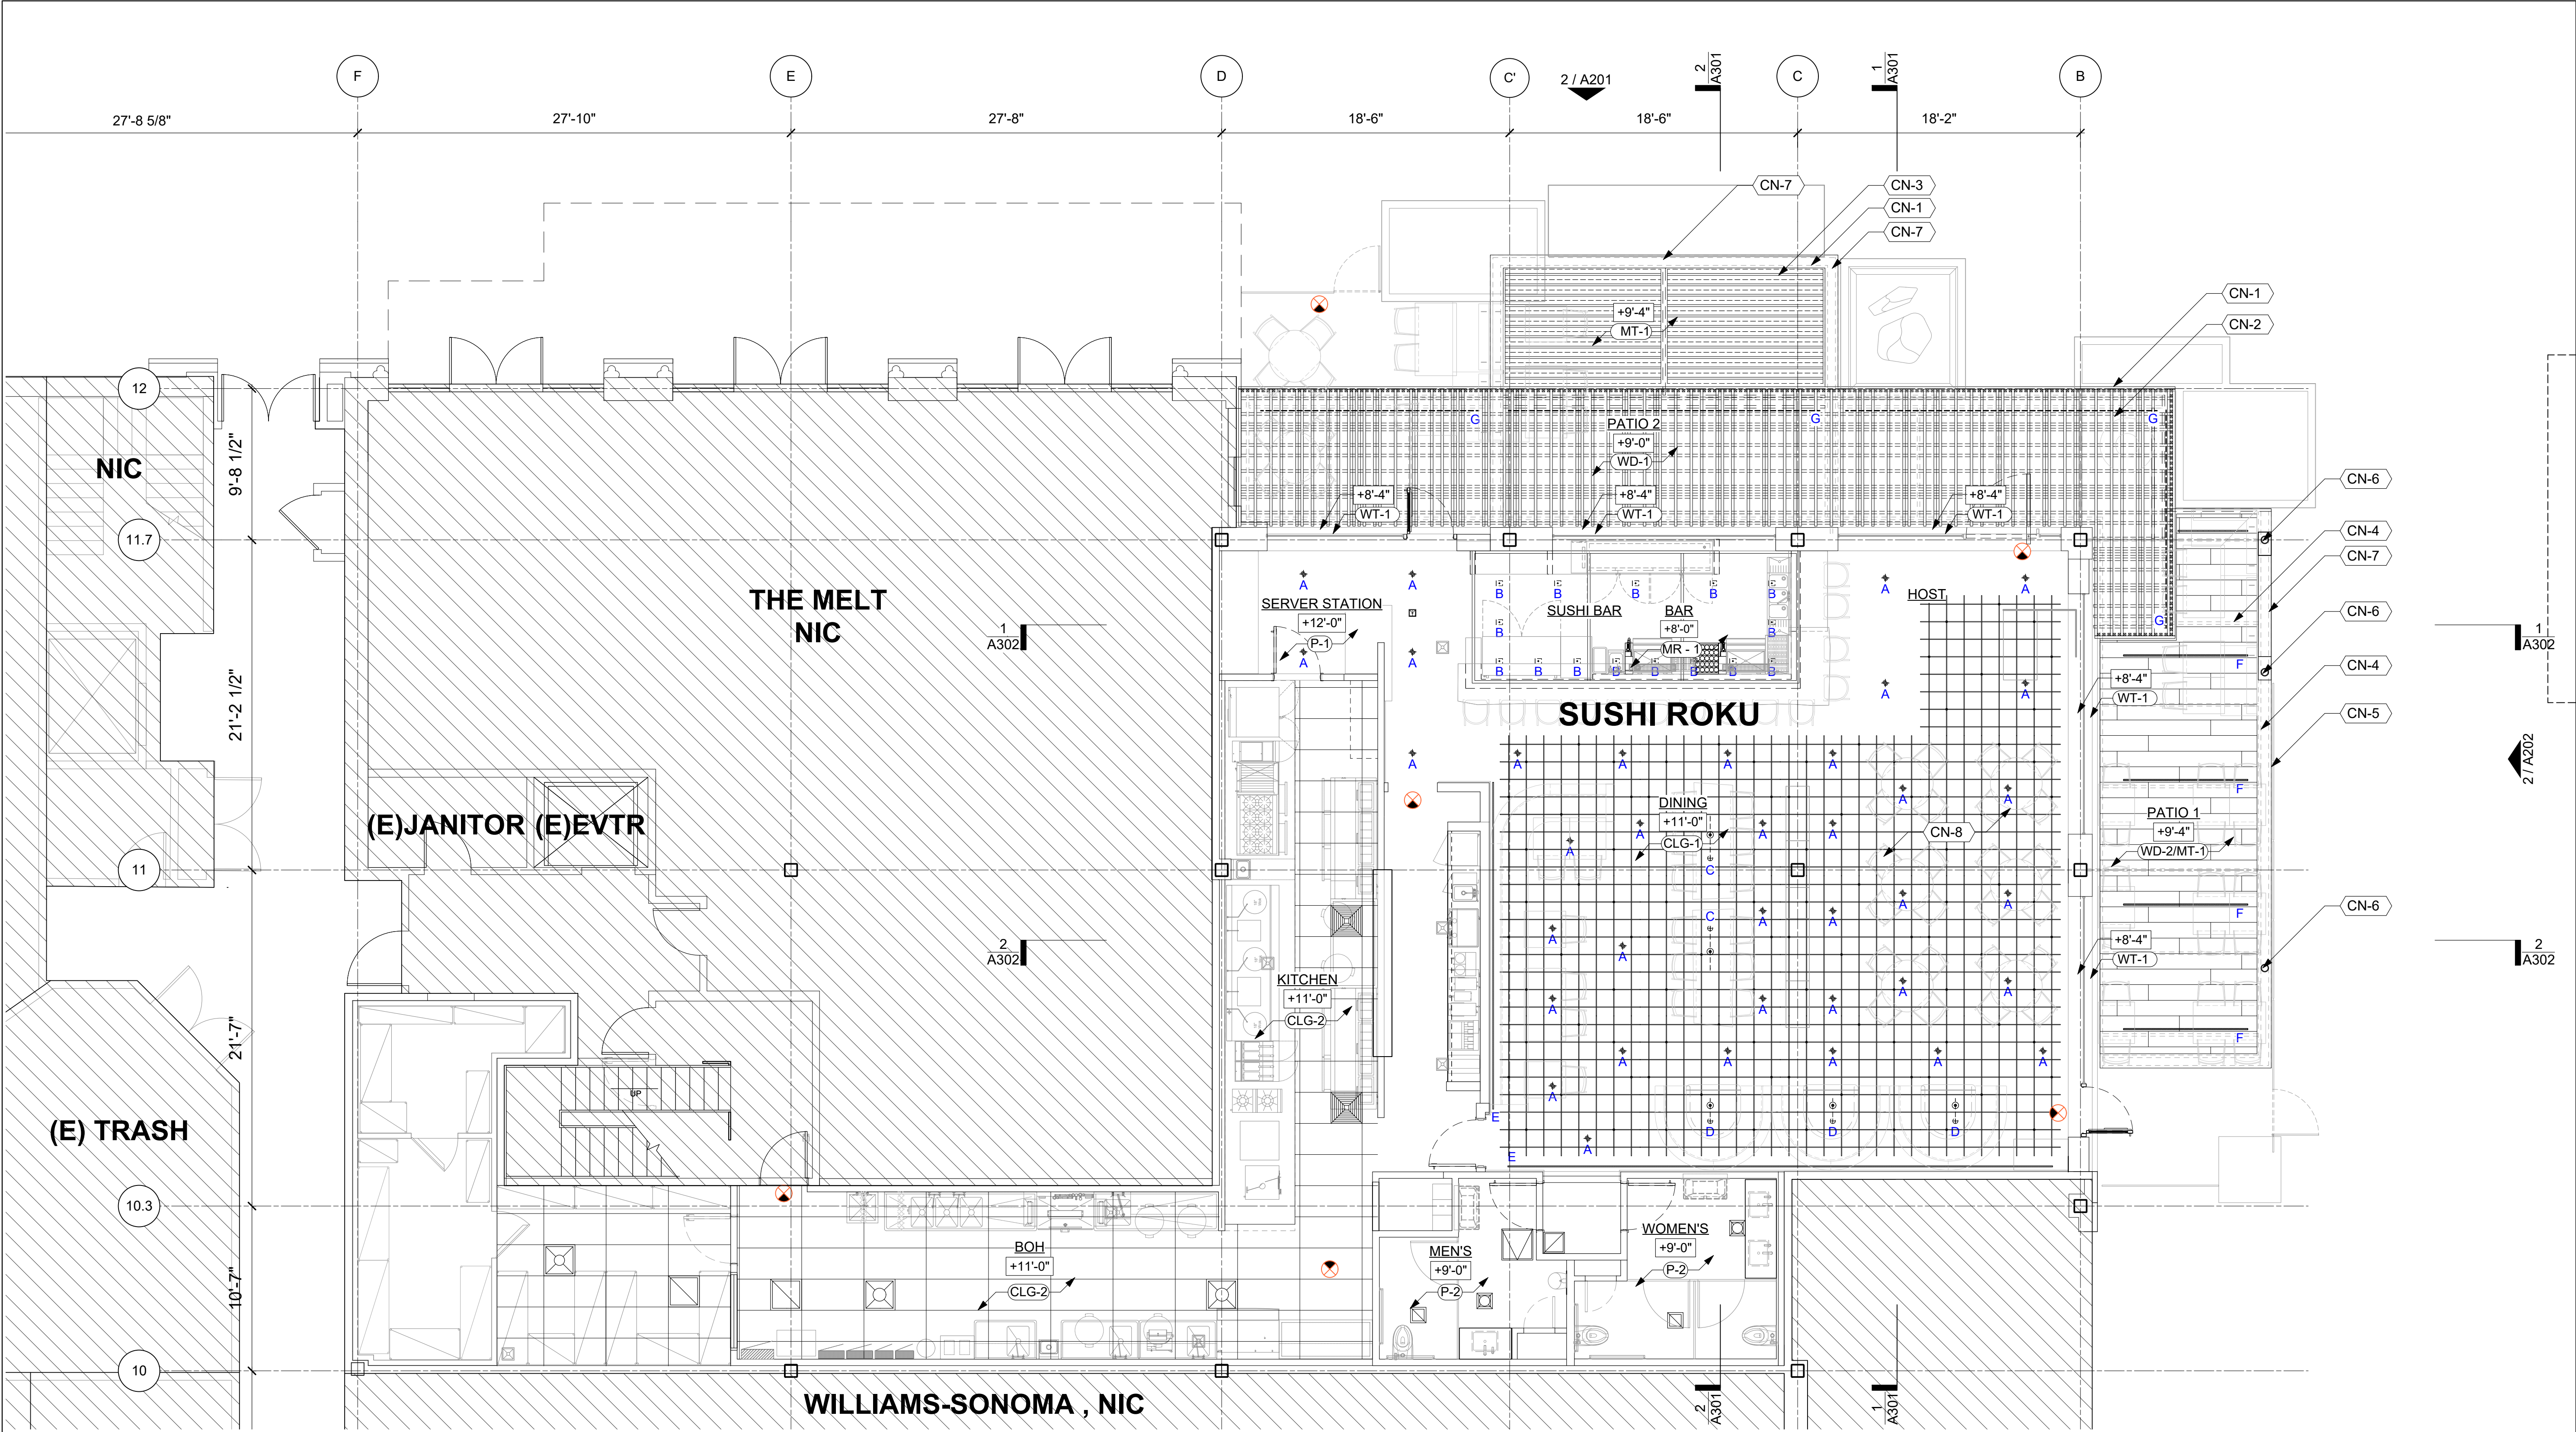 F
E
D
C'
C
B
2 / A201
2
A301
1
A301
27'-8 5/8"
27'-10"
27'-8"
18'-6"
18'-6"
18'-2"
CN-7
CN-3
CN-1
CN-7
CN-1
CN-2
+9'-4"
MT-1
12
NIC
9'-8 1/2"
G
G
G
PATIO 2
+9'-0"
WD-1
+8'-4"
WT-1
+8'-4"
WT-1
+8'-4"
WT-1
CN-6
CN-4
CN-7
CN-6
CN-4
CN-5
11.7
THE MELT
NIC
1
A302
SERVER STATION
+12'-0"
P-1
A
A
A
A
B
B
B
B
B
SUSHI BAR
BAR
+8'-0"
MR - 1
B
B
B
B
B
B
B
B
B
B
HOST
A
A
A
A
G
F
1
A302
+8'-4"
WT-1
21'-2 1/2"
SUSHI ROKU
2 / A202
A
A
A
A
A
(E)JANITOR
(E)EVTR
DINING
+11'-0"
CLG-1
A
A
A
A
A
A
CN-8
F
PATIO 1
+9'-4"
WD-2/MT-1
11
C
C
A
A
A
A
A
A
F
CN-6
2
A302
+8'-4"
WT-1
2
A302
KITCHEN
+11'-0"
CLG-2
A
A
A
A
A
21'-7"
A
A
A
A
A
F
UP
A
(E) TRASH
E
D
D
D
A
E
10.3
BOH
+11'-0"
CLG-2
MEN'S
+9'-0"
P-2
WOMEN'S
+9'-0"
P-2
10'-7"
10
WILLIAMS-SONOMA , NIC
2
A301
1
A301